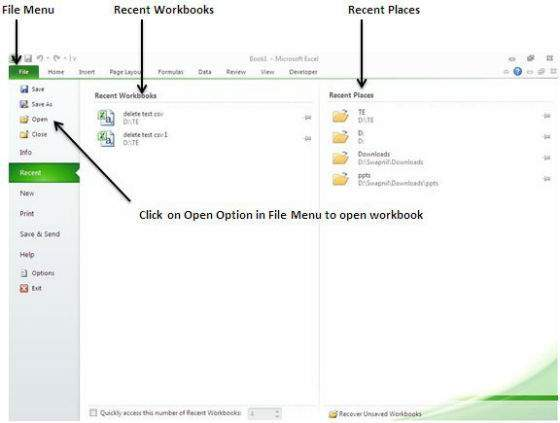 File Menu
Recent Workbooks
Recent Places
Book1 - Microsoft Excel
File Home Insert Page Layou Formulas Data Review View Developer
Save
Save As
Open
Close
Info
Recent
New
Print
Save & Send
Help
Options
Exit
Recent Workbooks
delete test csv
D:\TE
delete test csv1
D:\TE
Recent Places
TE
D:\TE
D:
D:
Downloads
D:\Swapnil\Downloads
ppts
D:\Swapnil\Downloads\ppts
Click on Open Option in File Menu to open workbook
Quickly access this number of Recent Workbooks: 4
Recover Unsaved Workbooks